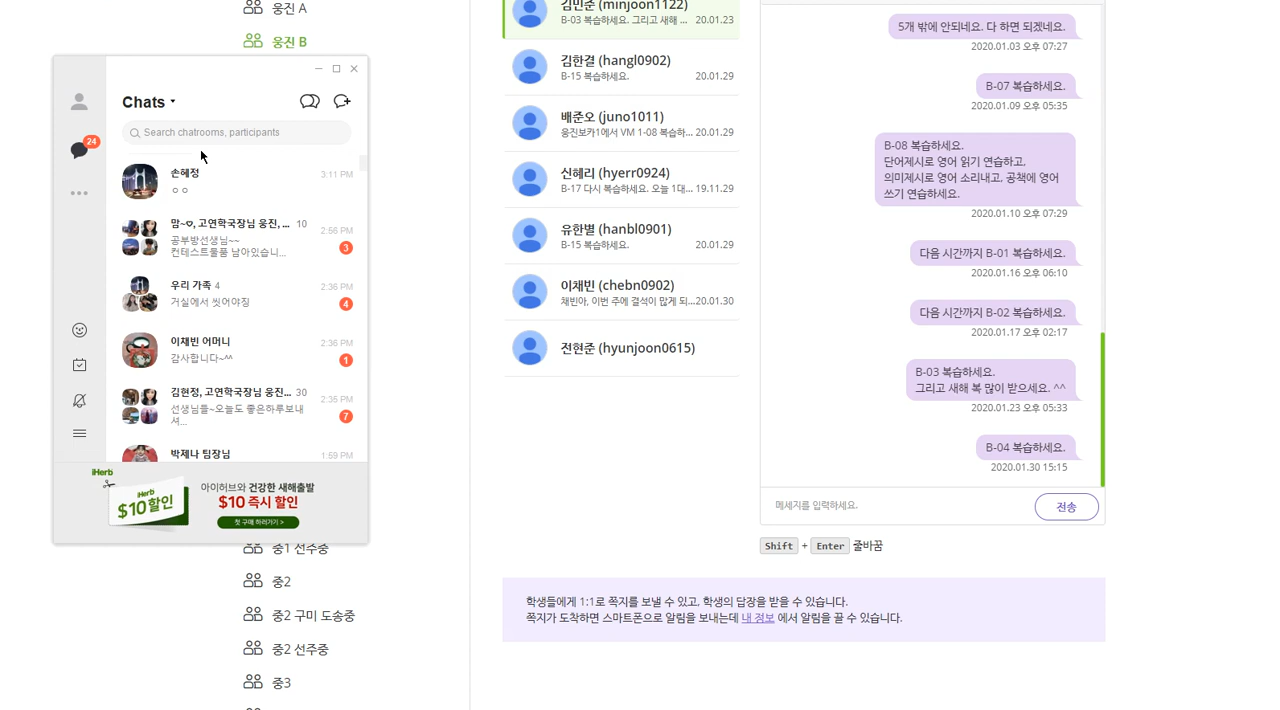 웅진 A
웅진 B
Chats
Search chatrooms, participants
24
손혜정
3:11 PM
ㅇㅇ
맘~ㅎ, 고연학국장님 웅진, ... 10
2:56 PM
공부방선생님~~
컨테스트물품 남아있습니...
3
우리 가족 4
2:36 PM
거실에서 씻어야징
4
이채빈 어머니
2:36 PM
감사합니다~^^
1
김현정, 고연학국장님 웅진... 30
2:36 PM
선생님들~오늘도 좋은하루보내
셔...
7
박제나 팀장님
1:59 PM
iHerb
iHerb
$10할인
아이허브와 건강한 새해출발
$10 즉시 할인
첫 구매 하러가기 >
중1 선주중
중2
중2 구미 도송중
중2 선주중
중3
김민준 (minjoon1122)
B-03 복습하세요. 그리고 새해 ... 20.01.23
김한결 (hangl0902)
B-15 복습하세요. 20.01.29
배준오 (juno1011)
웅진보카1에서 VM 1-08 복습하... 20.01.29
신혜리 (hyerr0924)
B-17 다시 복습하세요. 오늘 1대... 19.11.29
유한별 (hanbl0901)
B-15 복습하세요. 20.01.29
이채빈 (chebn0902)
채빈아, 이번 주에 결석이 많게 되...20.01.30
전현준 (hyunjoon0615)
5개 밖에 안되네요. 다 하면 되겠네요.
2020.01.03 오후 07:27
B-07 복습하세요.
2020.01.09 오후 05:35
B-08 복습하세요.
단어제시로 영어 읽기 연습하고,
의미제시로 영어 소리내고, 공책에 영어
쓰기 연습하세요.
2020.01.10 오후 07:29
다음 시간까지 B-01 복습하세요.
2020.01.16 오후 06:10
다음 시간까지 B-02 복습하세요.
2020.01.17 오후 02:17
B-03 복습하세요.
그리고 새해 복 많이 받으세요. ^^
2020.01.23 오후 05:33
B-04 복습하세요.
2020.01.30 15:15
메세지를 입력하세요.
전송
Shift + Enter 줄바꿈
학생들에게 1:1로 쪽지를 보낼 수 있고, 학생의 답장을 받을 수 있습니다.
쪽지가 도착하면 스마트폰으로 알림을 보내는데 내 정보 에서 알림을 끌 수 있습니다.